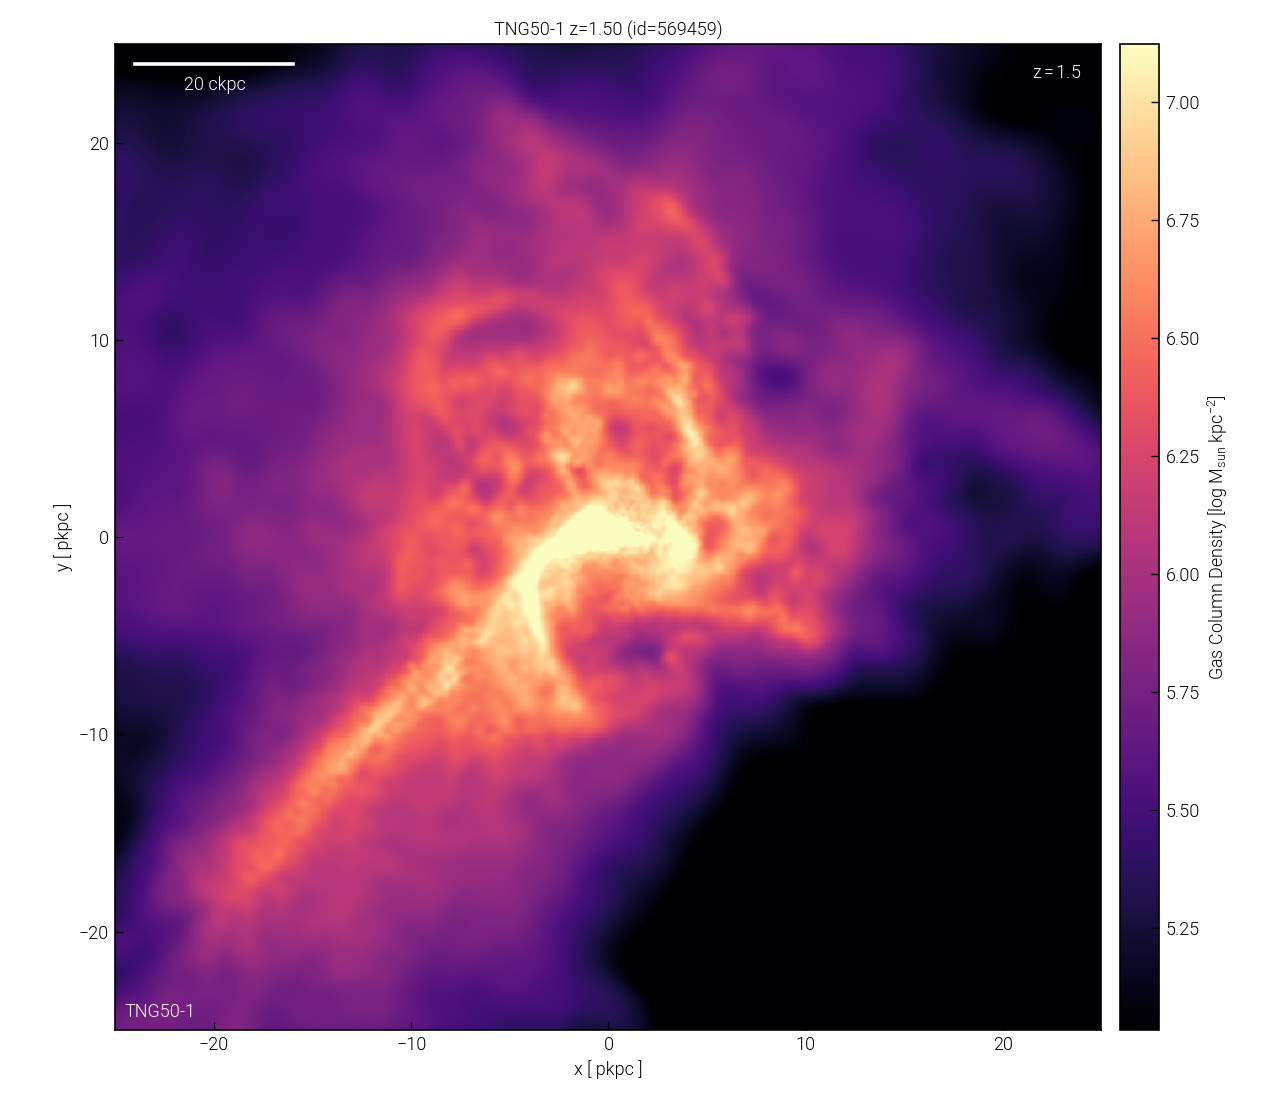 TNG50-1 z=1.50 (id=569459)
20 ckpc
z = 1.5
TNG50-1
20
10
0
−10
−20
y [ pkpc ]
−20
−10
0
10
20
x [ pkpc ]
7.00
6.75
6.50
6.25
6.00
5.75
5.50
5.25
Gas Column Density [log M_sun kpc^−2]